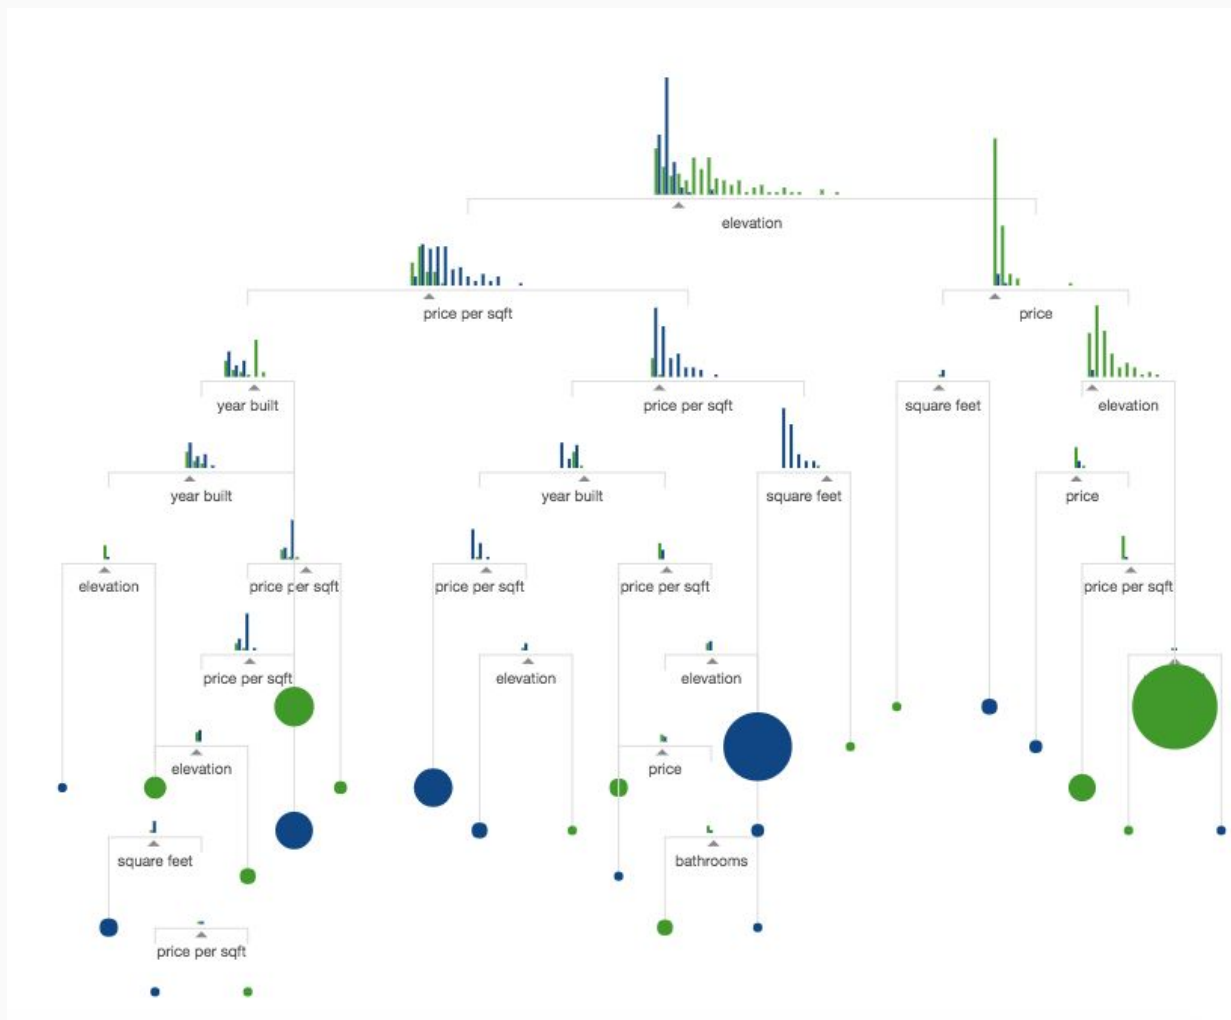 elevation
price per sqft
price
year built
price per sqft
square feet
elevation
year built
year built
square feet
price
elevation
price per sqft
price per sqft
price per sqft
price per sqft
price per sqft
elevation
elevation
elevation
price
square feet
bathrooms
price per sqft